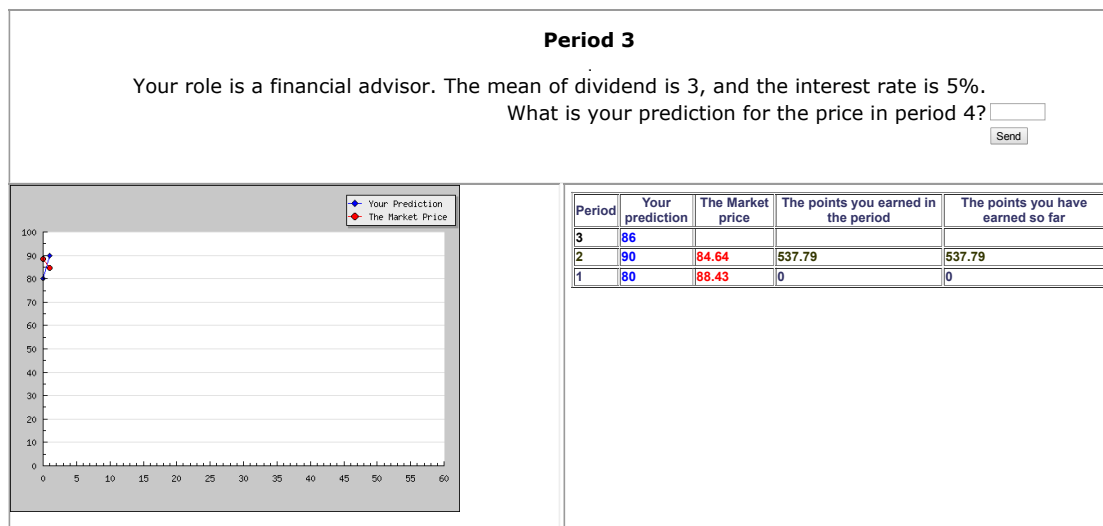 Period 3
.
Your role is a financial advisor. The mean of dividend is 3, and the interest rate is 5%.
What is your prediction for the price in period 4?
Send
Your Prediction
The Market Price
100
90
80
70
60
50
40
30
20
10
0
0 5 10 15 20 25 30 35 40 45 50 55 60
Period Your prediction The Market price The points you earned in the period The points you have earned so far
3 86
2 90 84.64 537.79 537.79
1 80 88.43 0 0